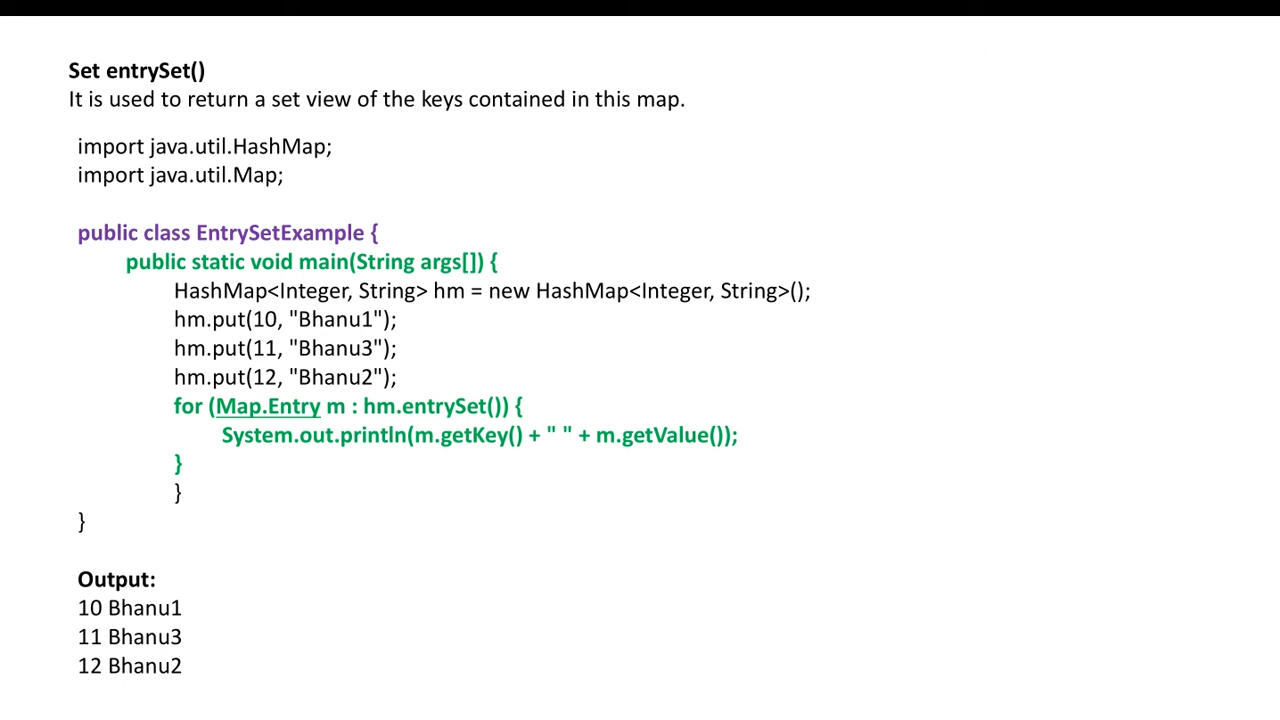 Set entrySet()
It is used to return a set view of the keys contained in this map.
import java.util.HashMap;
import java.util.Map;
public class EntrySetExample {
public static void main(String args[]) {
HashMap<Integer, String> hm = new HashMap<Integer, String>();
hm.put(10, "Bhanu1");
hm.put(11, "Bhanu3");
hm.put(12, "Bhanu2");
for (Map.Entry m : hm.entrySet()) {
System.out.println(m.getKey() + " " + m.getValue());
}
}
}
Output:
10 Bhanu1
11 Bhanu3
12 Bhanu2